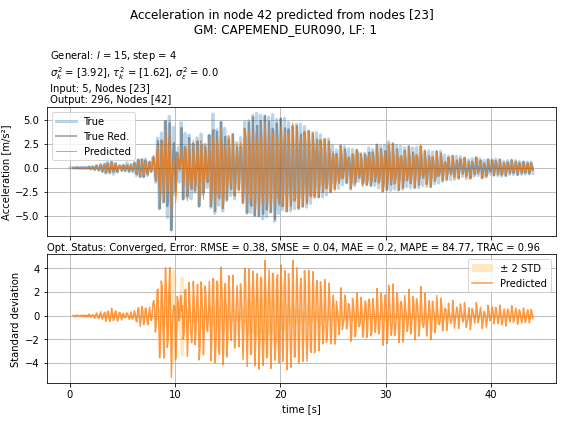 Acceleration in node 42 predicted from nodes [23]
GM: CAPEMEND_EUR090, LF: 1
General: l = 15, step = 4
σ²ₖ = [3.92], τ²ₖ = [1.62], σ²ᵣ = 0.0
Input: 5, Nodes [23]
Output: 296, Nodes [42]
Acceleration [m/s²]
5.0
2.5
0.0
−2.5
−5.0
True
True Red.
Predicted
Opt. Status: Converged, Error: RMSE = 0.38, SMSE = 0.04, MAE = 0.2, MAPE = 84.77, TRAC = 0.96
Standard deviation
4
2
0
−2
−4
± 2 STD
Predicted
0 10 20 30 40
time [s]